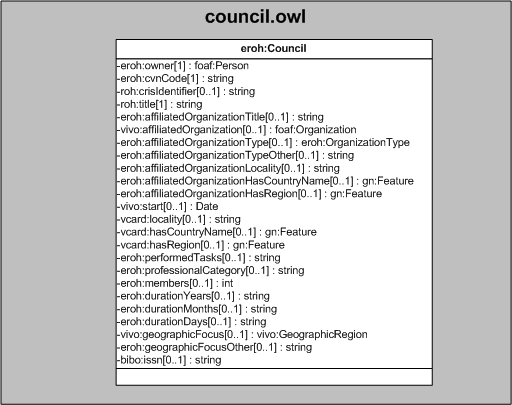 council.owl
eroh:Council
-eroh:owner[1] : foaf:Person
-eroh:cvnCode[1] : string
-roh:crisIdentifier[0..1] : string
-roh:title[1] : string
-eroh:affiliatedOrganizationTitle[0..1] : string
-vivo:affiliatedOrganization[0..1] : foaf:Organization
-eroh:affiliatedOrganizationType[0..1] : eroh:OrganizationType
-eroh:affiliatedOrganizationTypeOther[0..1] : string
-eroh:affiliatedOrganizationLocality[0..1] : string
-eroh:affiliatedOrganizationHasCountryName[0..1] : gn:Feature
-eroh:affiliatedOrganizationHasRegion[0..1] : gn:Feature
-vivo:start[0..1] : Date
-vcard:locality[0..1] : string
-vcard:hasCountryName[0..1] : gn:Feature
-vcard:hasRegion[0..1] : gn:Feature
-eroh:performedTasks[0..1] : string
-eroh:professionalCategory[0..1] : string
-eroh:members[0..1] : int
-eroh:durationYears[0..1] : string
-eroh:durationMonths[0..1] : string
-eroh:durationDays[0..1] : string
-vivo:geographicFocus[0..1] : vivo:GeographicRegion
-eroh:geographicFocusOther[0..1] : string
-bibo:issn[0..1] : string